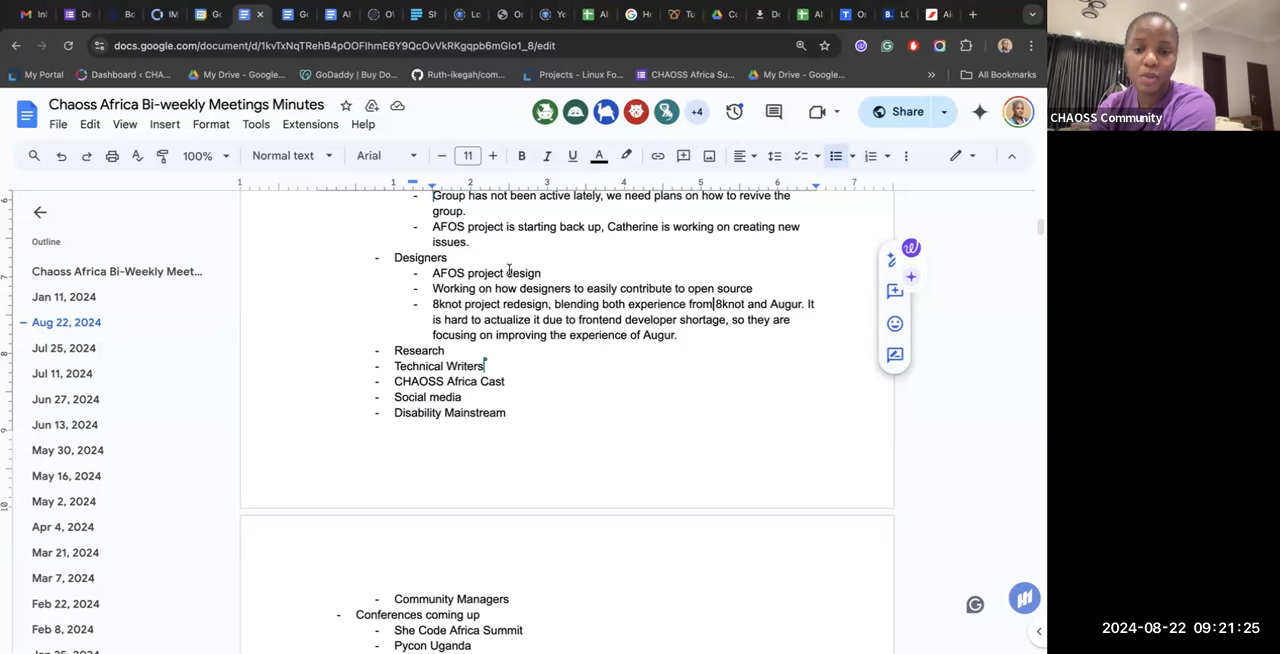 docs.google.com/document/d/1kvTxNqTRehB4pOOFlhmE6Y9QcOvVkRKgqpb6mGlo1_8/edit
My Portal
Dashboard ‹ CHA...
My Drive - Google...
GoDaddy | Buy Do...
Ruth-ikegah/com...
Projects - Linux Fo...
CHAOSS Africa Su...
My Drive - Google...
»
All Bookmarks
Chaoss Africa Bi-weekly Meetings Minutes
+4
Share
File Edit View Insert Format Tools Extensions Help
100%
Normal text
Arial
11
B I U A
1 1 2 3 4 5 6 7
Outline
Chaoss Africa Bi-Weekly Meet...
Jan 11, 2024
Aug 22, 2024
Jul 25, 2024
Jul 11, 2024
Jun 27, 2024
Jun 13, 2024
May 30, 2024
May 16, 2024
May 2, 2024
Apr 4, 2024
Mar 21, 2024
Mar 7, 2024
Feb 22, 2024
Feb 8, 2024
- Group has not been active lately, we need plans on how to revive the
group.
- AFOS project is starting back up, Catherine is working on creating new
issues.
- Designers
- AFOS project design
- Working on how designers to easily contribute to open source
- 8knot project redesign, blending both experience from 8knot and Augur. It
is hard to actualize it due to frontend developer shortage, so they are
focusing on improving the experience of Augur.
- Research
- Technical Writers
- CHAOSS Africa Cast
- Social media
- Disability Mainstream
- Community Managers
- Conferences coming up
- She Code Africa Summit
- Pycon Uganda
CHAOSS Community
2024-08-22 09:21:25